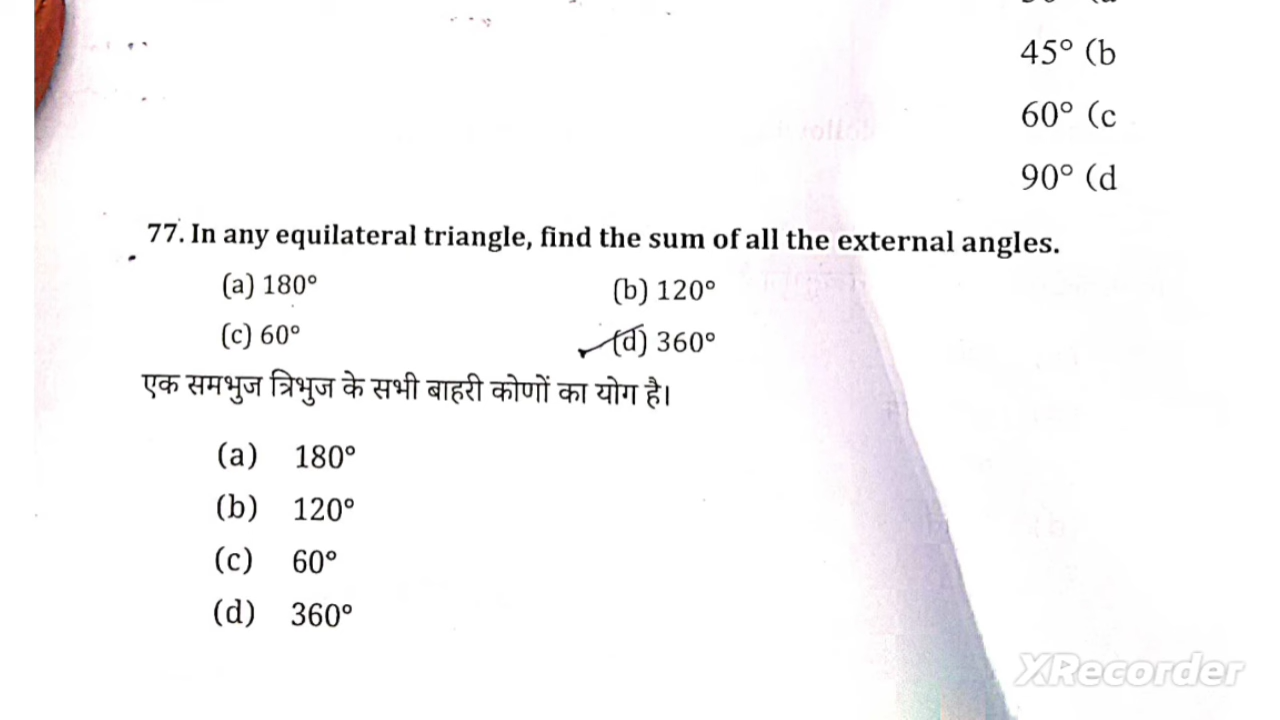 45° (b
60° (c
90° (d
77. In any equilateral triangle, find the sum of all the external angles.
(a) 180° (b) 120°
(c) 60° (d) 360°
एक समभुज त्रिभुज के सभी बाहरी कोणों का योग है।
(a) 180°
(b) 120°
(c) 60°
(d) 360°
XRecorder